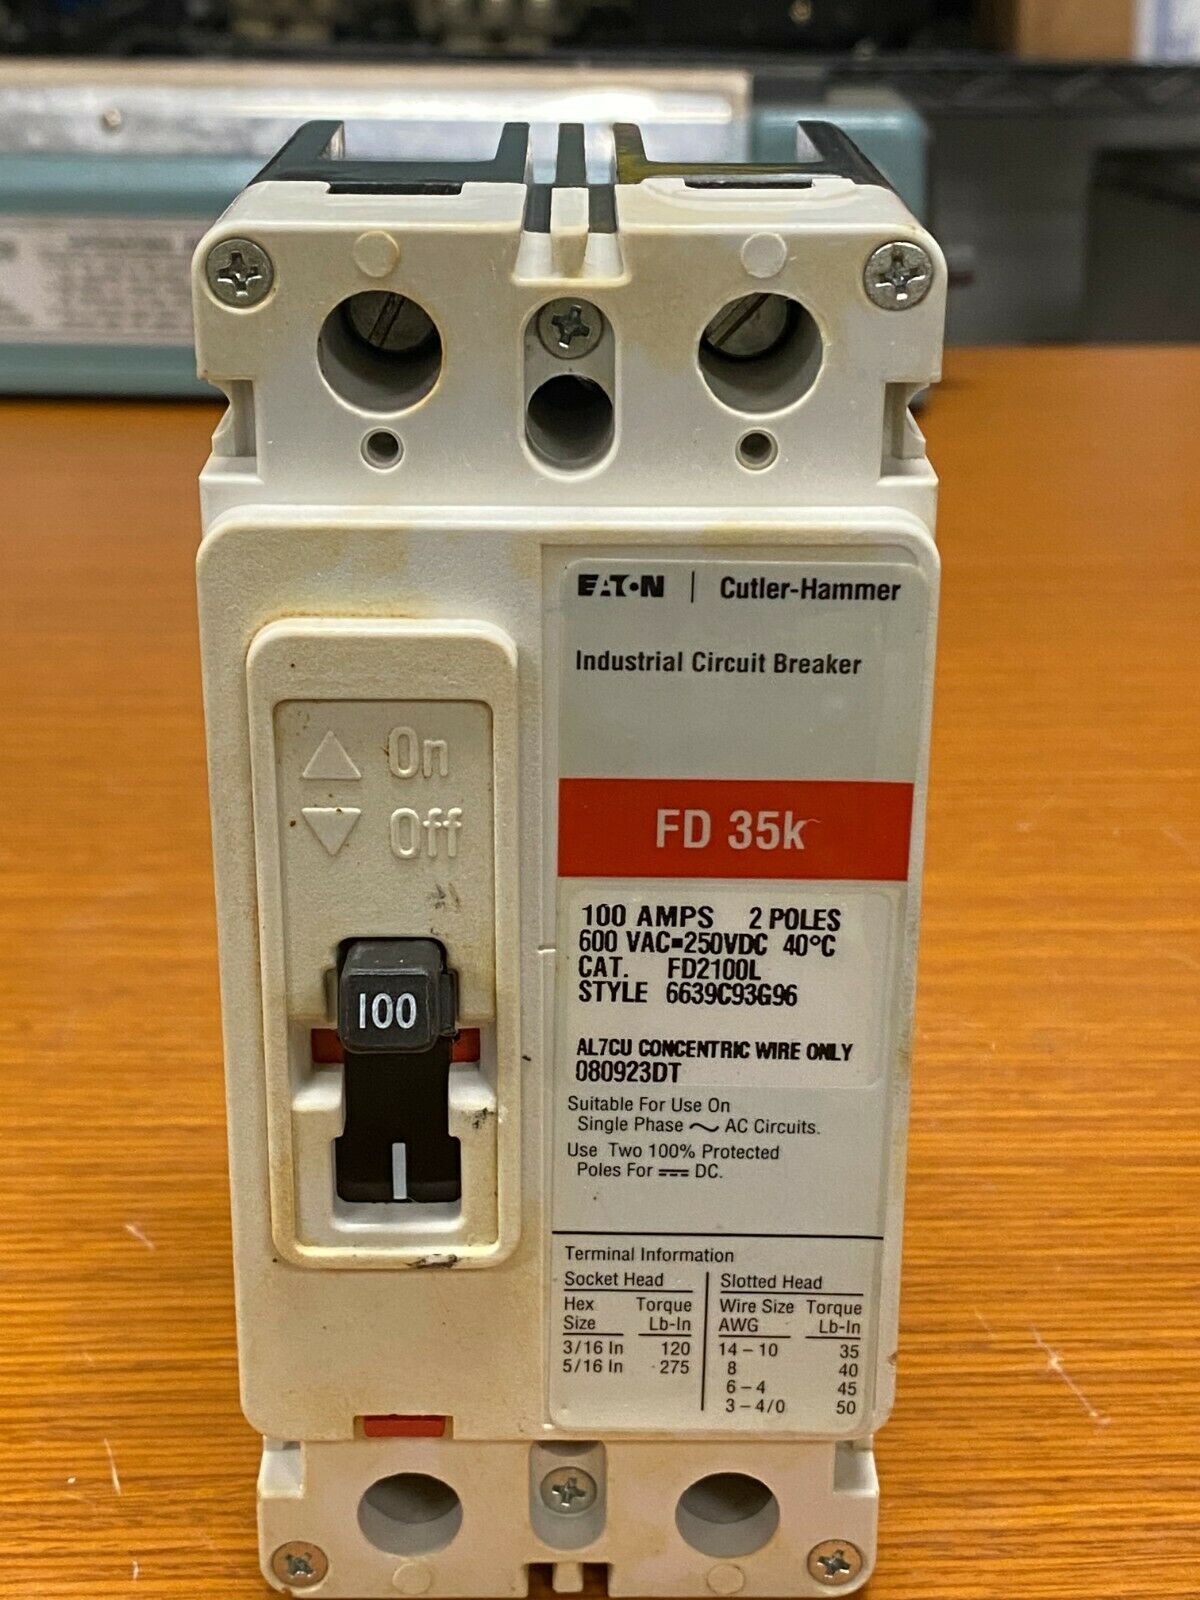 EATON | Cutler-Hammer
Industrial Circuit Breaker
On
Off
FD 35k
100 AMPS 2 POLES
600 VAC=250VDC 40°C
CAT. FD2100L
STYLE 6639C93G96
100
AL7CU CONCENTRIC WIRE ONLY
080923DT
Suitable For Use On
Single Phase ∼ AC Circuits.
Use Two 100% Protected
Poles For ⎓ DC.
Terminal Information
Socket Head Slotted Head
Hex Torque Wire Size Torque
Size Lb-In AWG Lb-In
3/16 In 120 14 – 10 35
5/16 In 275 8 40
6 – 4 45
3 – 4/0 50